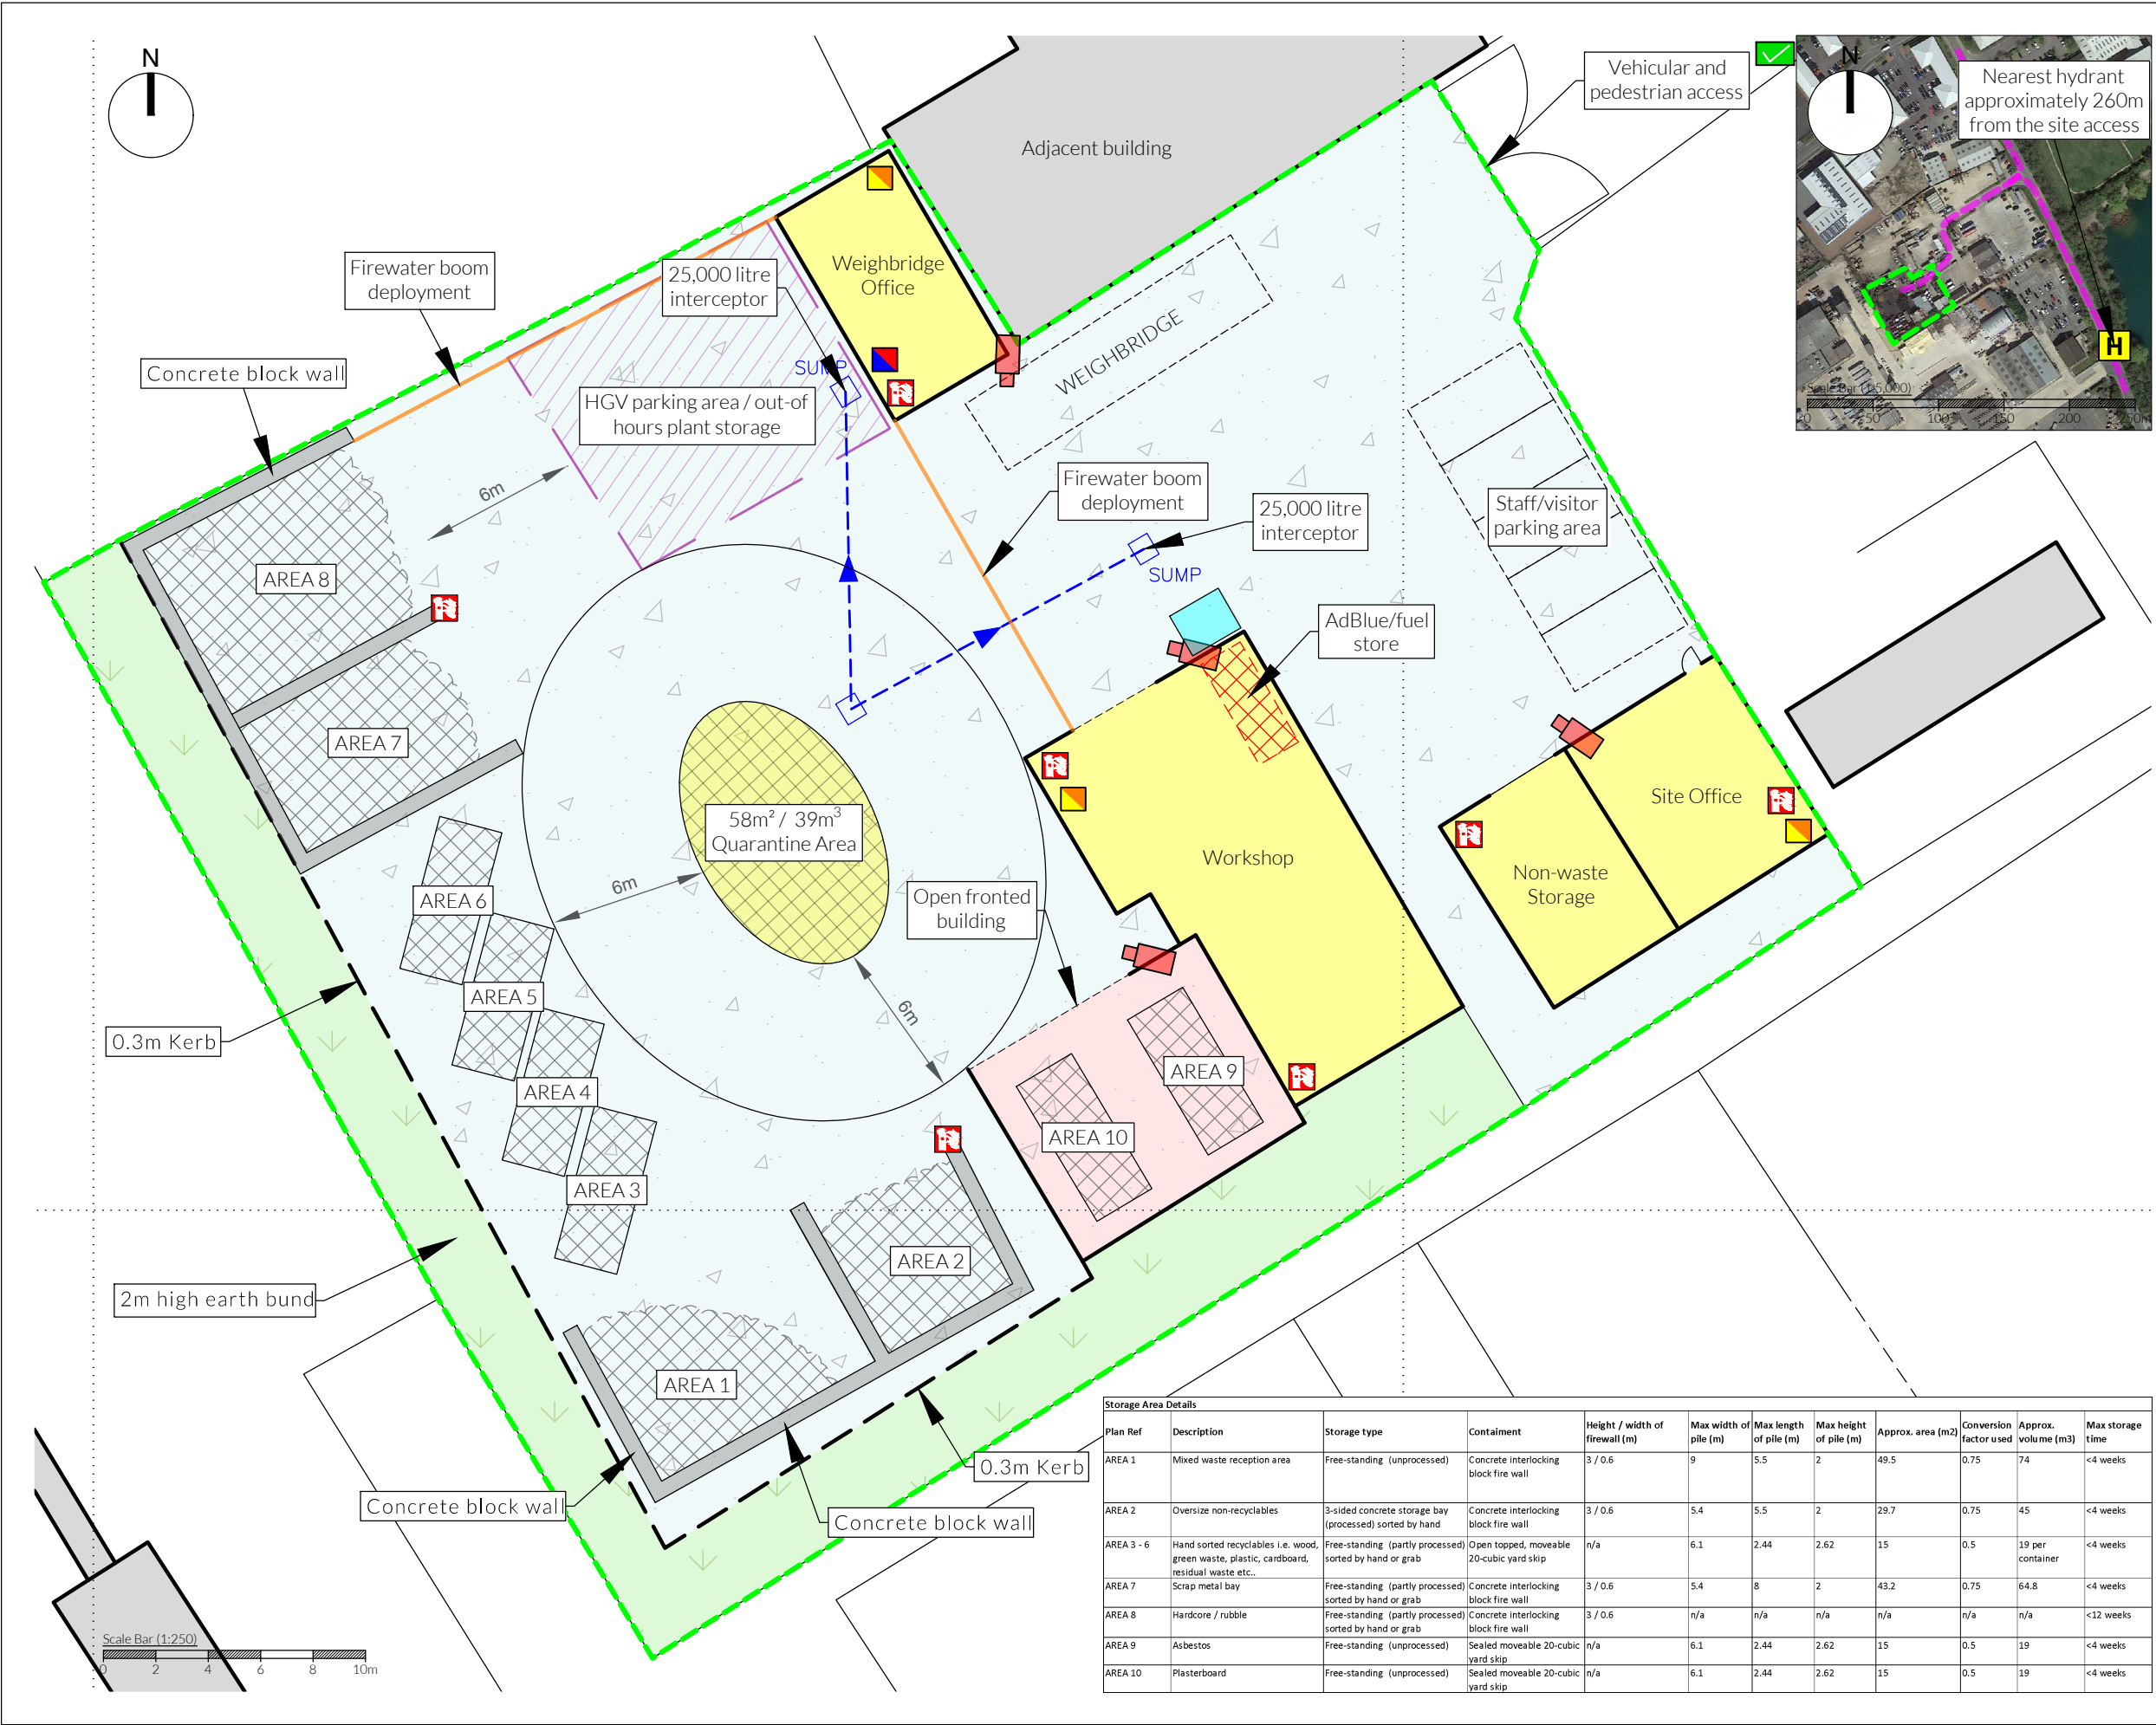 N
Vehicular and
pedestrian access
N
Nearest hydrant
approximately 260m
from the site access
Adjacent building
H
Scale Bar (1:5,000)
0 50 100 150 200 250m
Weighbridge
Office
Firewater boom
deployment
25,000 litre
interceptor
SUMP
Concrete block wall
HGV parking area / out-of
hours plant storage
WEIGHBRIDGE
6m
Firewater boom
deployment
25,000 litre
interceptor
SUMP
Staff/visitor
parking area
AREA 8
AdBlue/fuel
store
AREA 7
58m² / 39m³
Quarantine Area
6m
Workshop
Site Office
Non-waste
Storage
Open fronted
building
AREA 6
AREA 5
6m
0.3m Kerb
AREA 4
AREA 9
AREA 10
AREA 3
AREA 2
2m high earth bund
AREA 1
0.3m Kerb
Concrete block wall
Concrete block wall
Scale Bar (1:250)
0 2 4 6 8 10m
Storage Area Details
Plan Ref Description Storage type Contaiment Height / width of firewall (m) Max width of pile (m) Max length of pile (m) Max height of pile (m) Approx. area (m2) Conversion factor used Approx. volume (m3) Max storage time
AREA 1 Mixed waste reception area Free-standing (unprocessed) Concrete interlocking block fire wall 3 / 0.6 9 5.5 2 49.5 0.75 74 <4 weeks
AREA 2 Oversize non-recyclables 3-sided concrete storage bay (processed) sorted by hand Concrete interlocking block fire wall 3 / 0.6 5.4 5.5 2 29.7 0.75 45 <4 weeks
AREA 3 - 6 Hand sorted recyclables i.e. wood, green waste, plastic, cardboard, residual waste etc.. Free-standing (partly processed) sorted by hand or grab Open topped, moveable 20-cubic yard skip n/a 6.1 2.44 2.62 15 0.5 19 per container <4 weeks
AREA 7 Scrap metal bay Free-standing (partly processed) sorted by hand or grab Concrete interlocking block fire wall 3 / 0.6 5.4 8 2 43.2 0.75 64.8 <4 weeks
AREA 8 Hardcore / rubble Free-standing (partly processed) sorted by hand or grab Concrete interlocking block fire wall 3 / 0.6 n/a n/a n/a n/a n/a n/a <12 weeks
AREA 9 Asbestos Free-standing (unprocessed) Sealed moveable 20-cubic yard skip n/a 6.1 2.44 2.62 15 0.5 19 <4 weeks
AREA 10 Plasterboard Free-standing (unprocessed) Sealed moveable 20-cubic yard skip n/a 6.1 2.44 2.62 15 0.5 19 <4 weeks